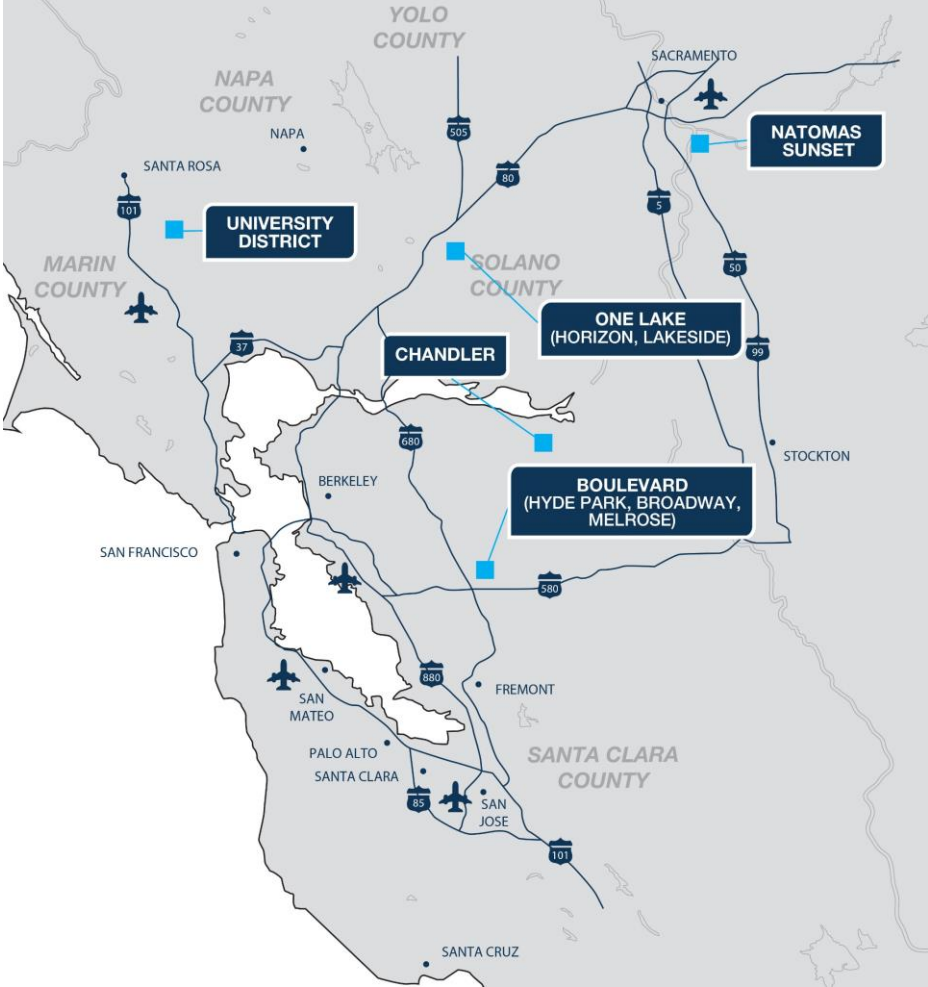 YOLO
COUNTY
SACRAMENTO
NAPA
COUNTY
NAPA
505
NATOMAS
SUNSET
SANTA ROSA
80
101
5
UNIVERSITY
DISTRICT
MARIN
COUNTY
SOLANO
COUNTY
50
ONE LAKE
(HORIZON, LAKESIDE)
37
CHANDLER
99
680
STOCKTON
BERKELEY
BOULEVARD
(HYDE PARK, BROADWAY,
MELROSE)
SAN FRANCISCO
580
880
FREMONT
SAN
MATEO
PALO ALTO
SANTA CLARA
COUNTY
SANTA CLARA
85
SAN
JOSE
101
SANTA CRUZ